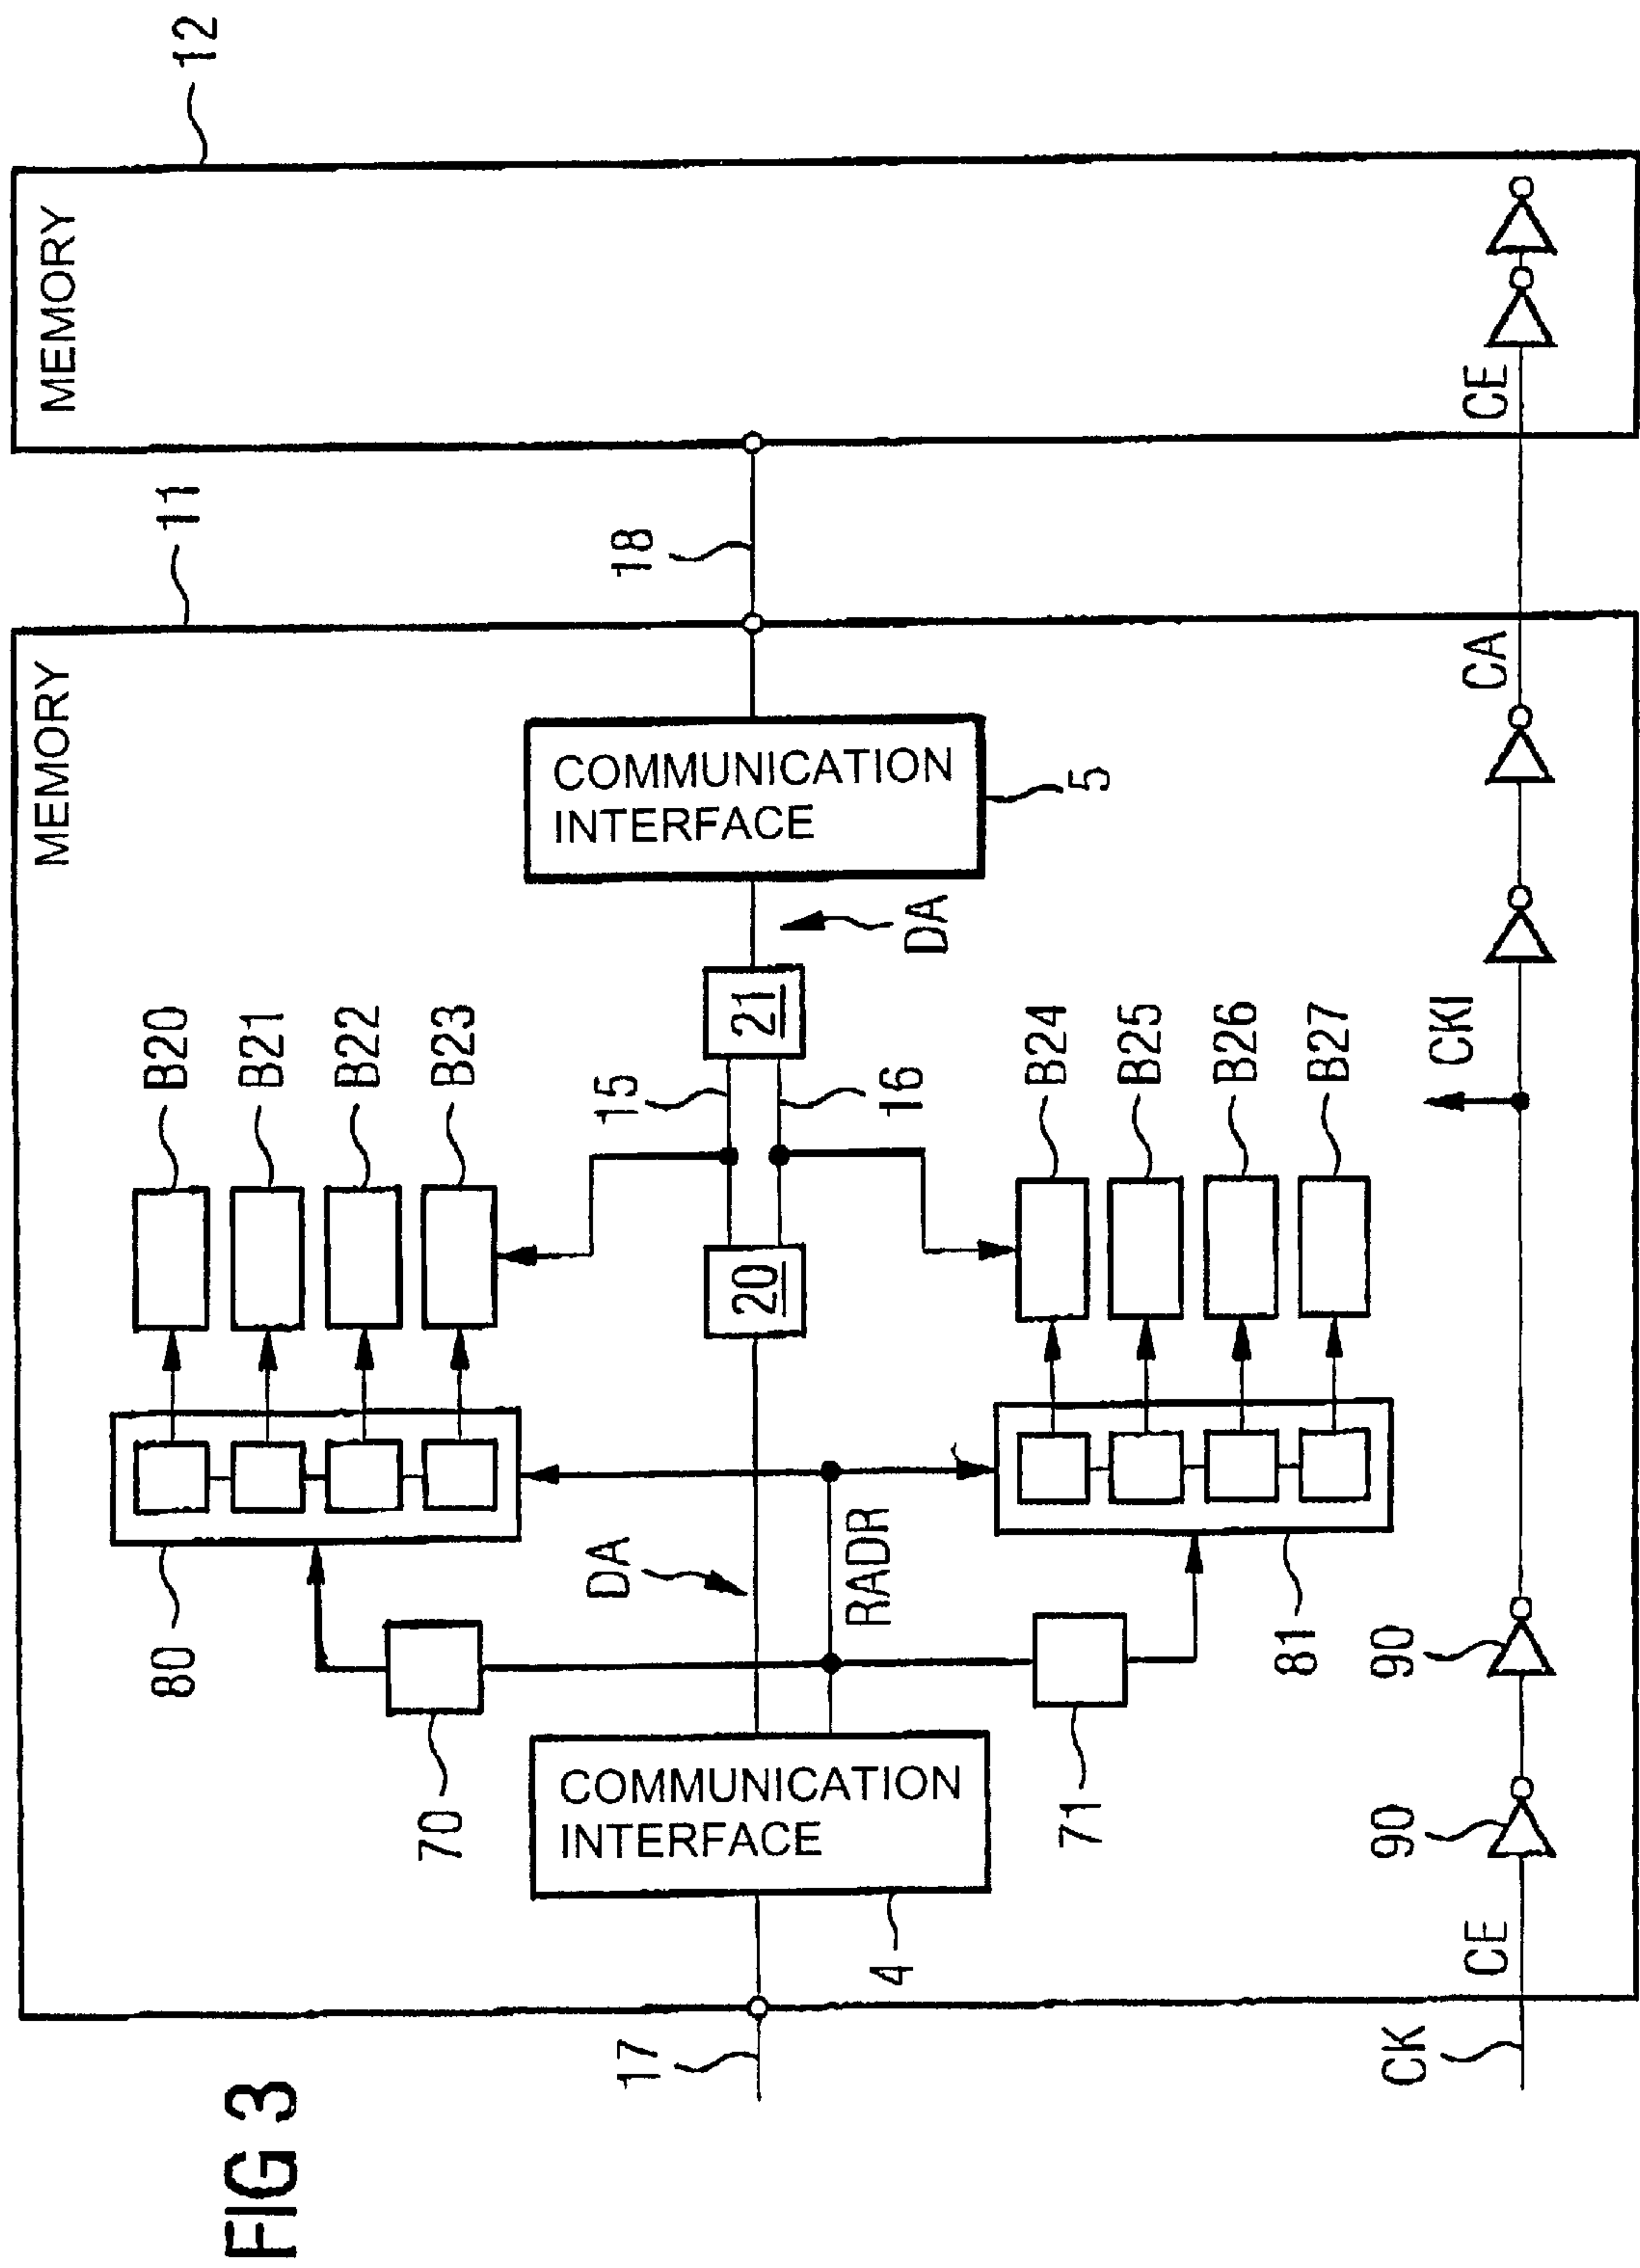 FIG 3
MEMORY
11
MEMORY
12
B20
B21
B22
B23
80
70
15
18
17
DA
20
21
COMMUNICATION
INTERFACE
4
COMMUNICATION
INTERFACE
5
RADR
DA
16
71
81
B24
B25
B26
B27
90
90
CKI
CK
CE
CA
CE